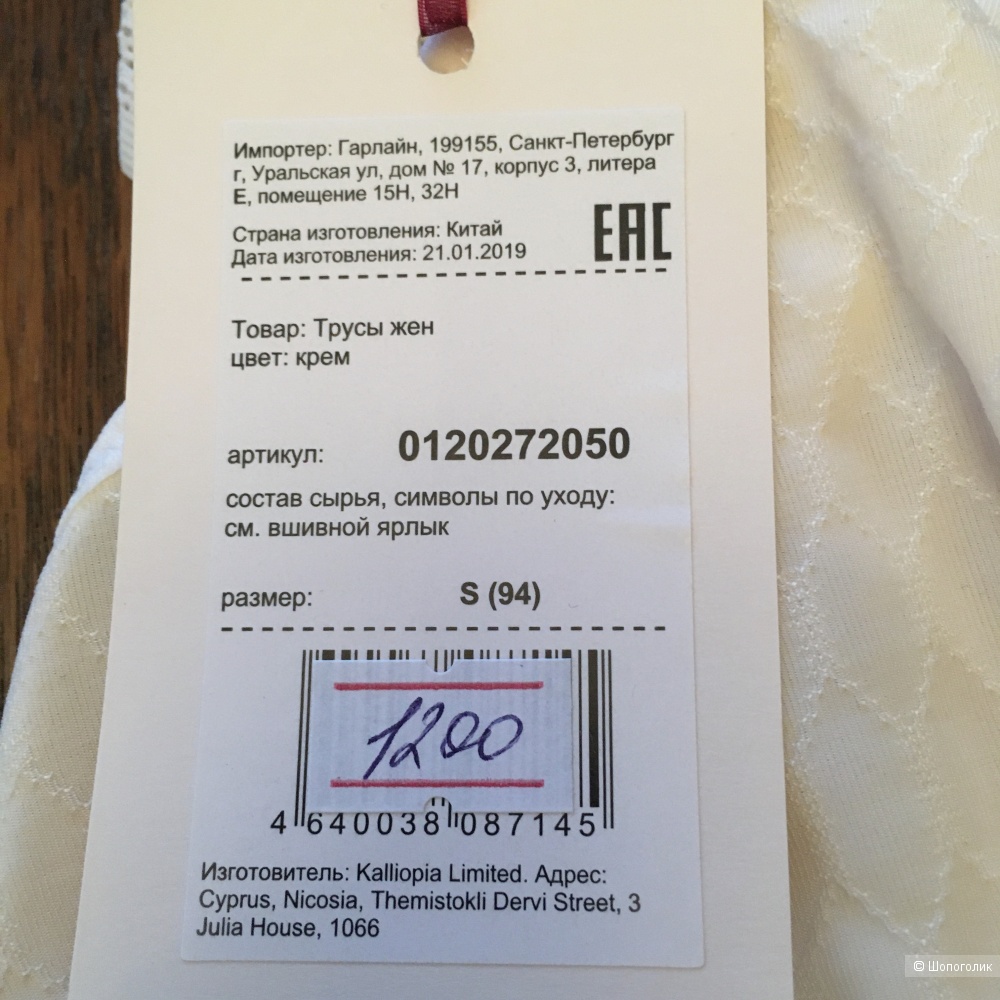 Импортер: Гарлайн, 199155, Санкт-Петербург
г, Уральская ул, дом № 17, корпус 3, литера
Е, помещение 15Н, 32Н
Страна изготовления: Китай
Дата изготовления: 21.01.2019
EAC
Товар: Трусы жен
цвет: крем
артикул: 0120272050
состав сырья, символы по уходу:
см. вшивной ярлык
размер: S (94)
1200
4 640038 087145
Изготовитель: Kalliopia Limited. Адрес:
Cyprus, Nicosia, Themistokli Dervi Street, 3
Julia House, 1066
© Шопоголик